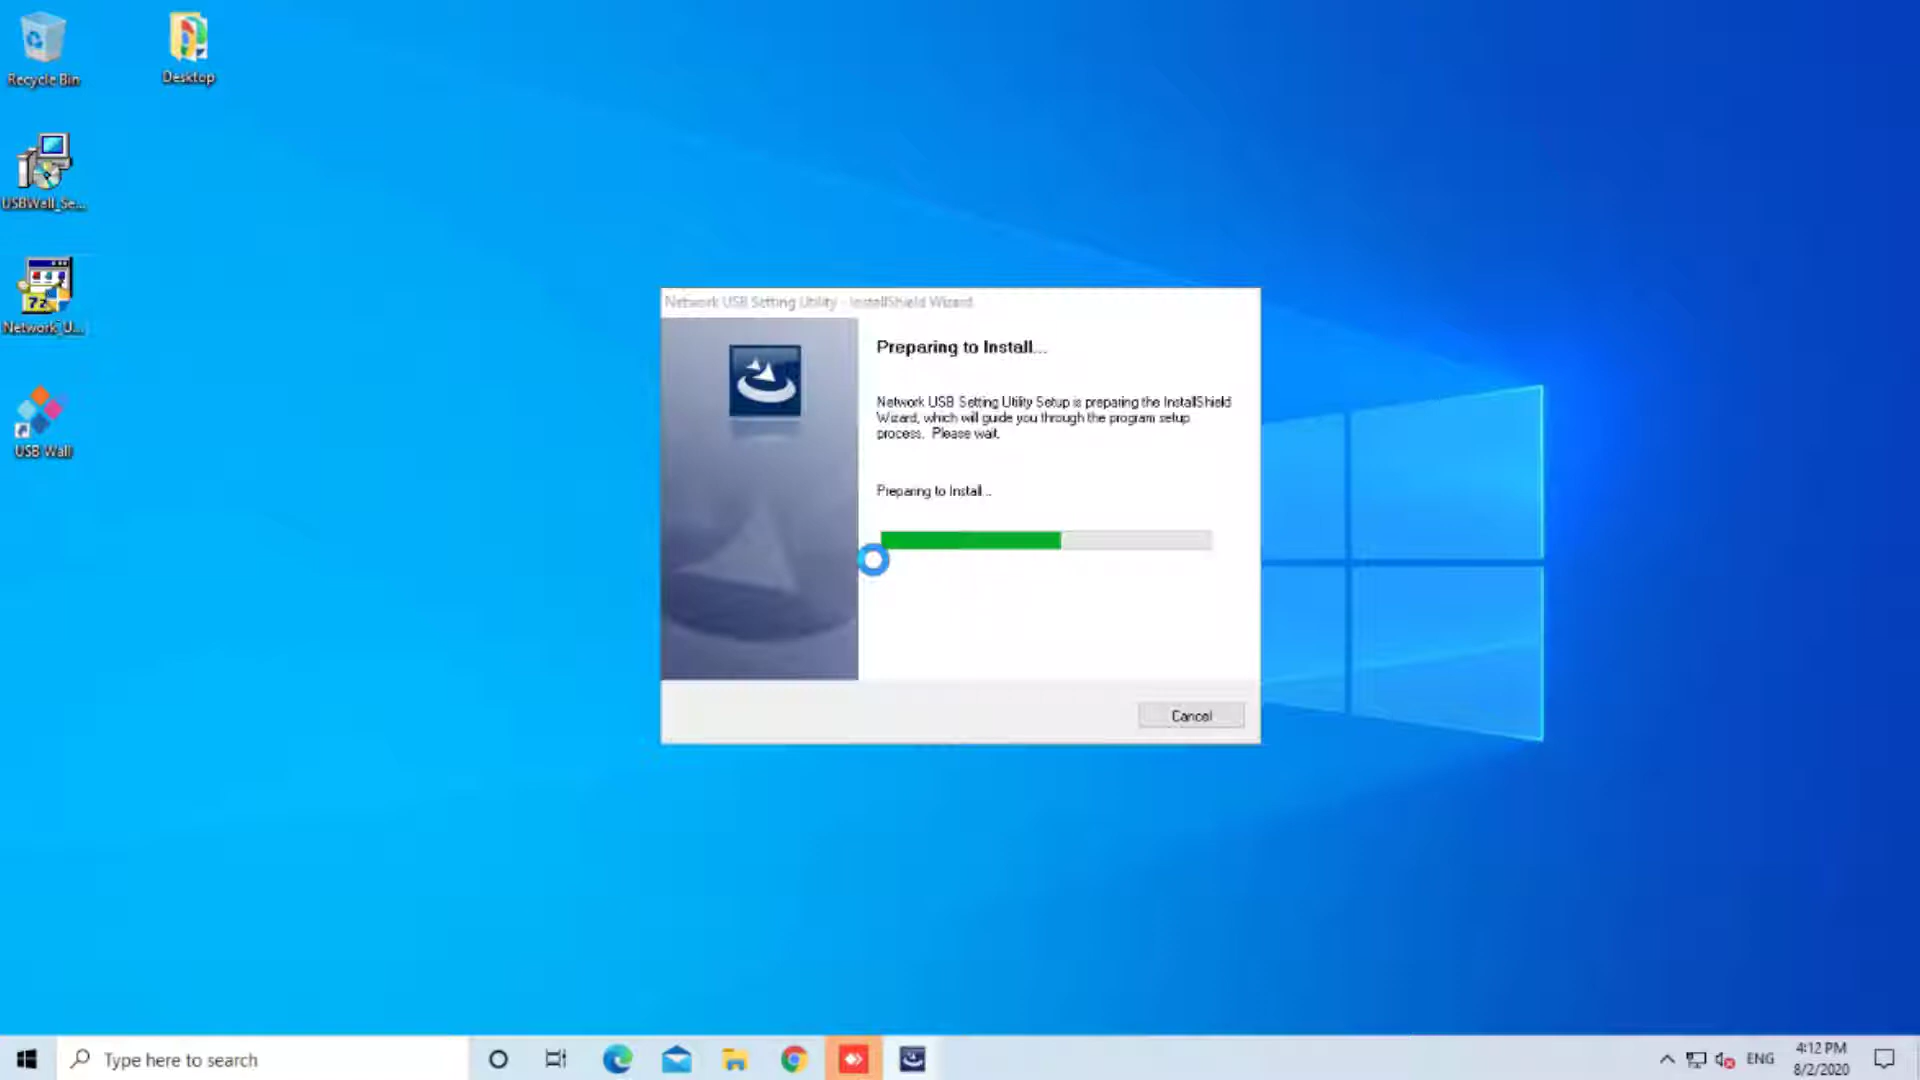 Recycle Bin
Desktop
USBWall_Se...
Network_U...
USB Wall
Network USB Setting Utility - InstallShield Wizard
Preparing to Install...
Network USB Setting Utility Setup is preparing the InstallShield
Wizard, which will guide you through the program setup
process. Please wait.
Preparing to Install...
Cancel
Type here to search
ENG
4:12 PM
8/2/2020